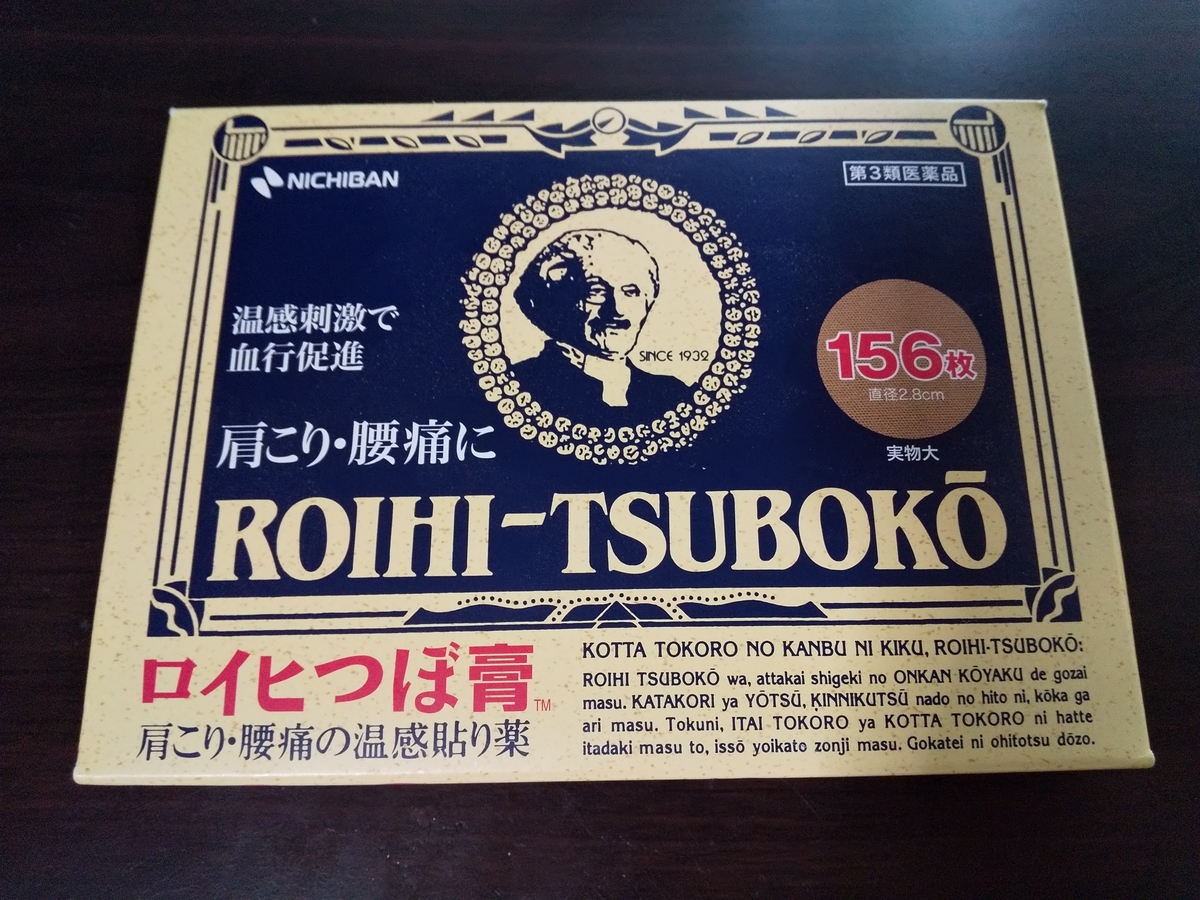 NICHIBAN
第3類医薬品
温感刺激で
血行促進
SINCE 1932
156枚
直径2.8cm
実物大
肩こり・腰痛に
ROIHI-TSUBOKŌ
ロイヒつぼ膏™
肩こり・腰痛の温感貼り薬
KOTTA TOKORO NO KANBU NI KIKU, ROIHI-TSUBOKŌ:
ROIHI TSUBOKŌ wa, attakai shigeki no ONKAN KŌYAKU de gozai
masu. KATAKORI ya YŌTSŪ, KINNIKUTSŪ nado no hito ni, kōka ga
ari masu. Tokuni, ITAI TOKORO ya KOTTA TOKORO ni hatte
itadaki masu to, issō yoikato zonji masu. Gokatei ni ohitotsu dōzo.